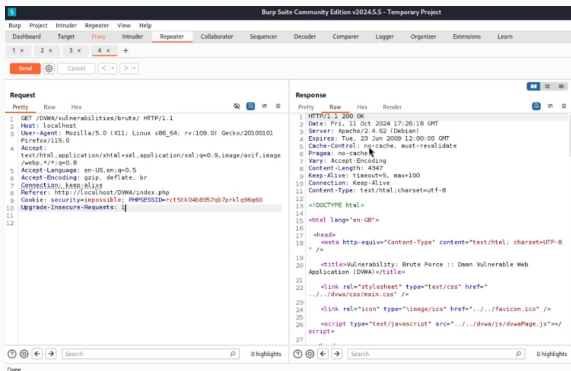 Burp Suite Community Edition v2024.5.5 - Temporary Project
Burp Project Intruder Repeater View Help
Dashboard Target Proxy Intruder Repeater Collaborator Sequencer Decoder Comparer Logger Organizer Extensions Learn
1 × 2 × 3 × 4 × +
Send Cancel < >
Request
Pretty Raw Hex
1 GET /DVWA/vulnerabilities/brute/ HTTP/1.1
2 Host: localhost
3 User-Agent: Mozilla/5.0 (X11; Linux x86_64; rv:109.0) Gecko/20100101
Firefox/115.0
4 Accept:
text/html,application/xhtml+xml,application/xml;q=0.9,image/avif,image
/webp,*/*;q=0.8
5 Accept-Language: en-US,en;q=0.5
6 Accept-Encoding: gzip, deflate, br
7 Connection: keep-alive
8 Referer: http://localhost/DVWA/index.php
9 Cookie: security=impossible; PHPSESSID=
10 Upgrade-Insecure-Requests: 1
11
12
Search 0 highlights
Response
Pretty Raw Hex Render
1 HTTP/1.1 200 OK
2 Date: Fri, 11 Oct 2024 17:26:18 GMT
3 Server: Apache/2.4.62 (Debian)
4 Expires: Tue, 23 Jun 2009 12:00:00 GMT
5 Cache-Control: no-cache, must-revalidate
6 Pragma: no-cache
7 Vary: Accept-Encoding
8 Content-Length: 4347
9 Keep-Alive: timeout=5, max=100
10 Connection: Keep-Alive
11 Content-Type: text/html;charset=utf-8
12
13 <!DOCTYPE html>
14
15 <html lang="en-GB">
16
17 <head>
18 <meta http-equiv="Content-Type" content="text/html; charset=UTF-8
" />
19
20 <title>Vulnerability: Brute Force :: Damn Vulnerable Web
Application (DVWA)</title>
21
22 <link rel="stylesheet" type="text/css" href="
../../dvwa/css/main.css" />
23
24 <link rel="icon" type="\image/ico" href="../../favicon.ico" />
25
26 <script type="text/javascript" src="../../dvwa/js/dvwaPage.js"></
script>
27
Search 0 highlights
Done